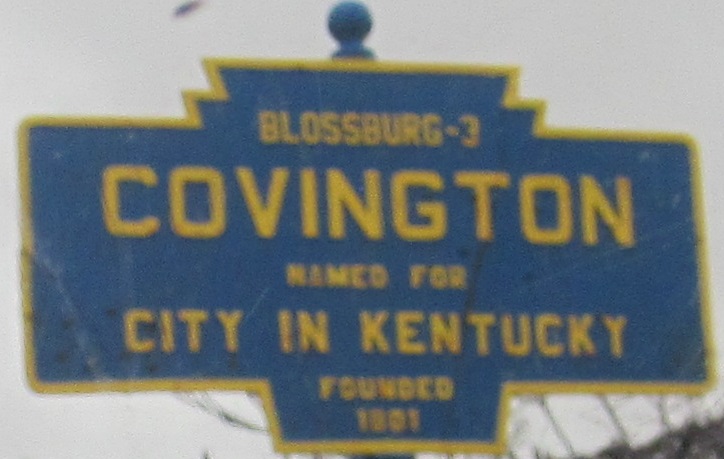 BLOSSBURG-3
COVINGTON
NAMED FOR
CITY IN KENTUCKY
FOUNDED
1801